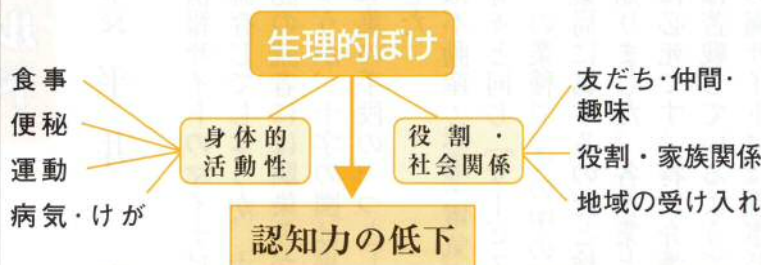 生理的ぼけ
食事
便秘
運動
病気・けが
身体的
活動性
役割・
社会関係
友だち・仲間・
趣味
役割・家族関係
地域の受け入れ
認知力の低下